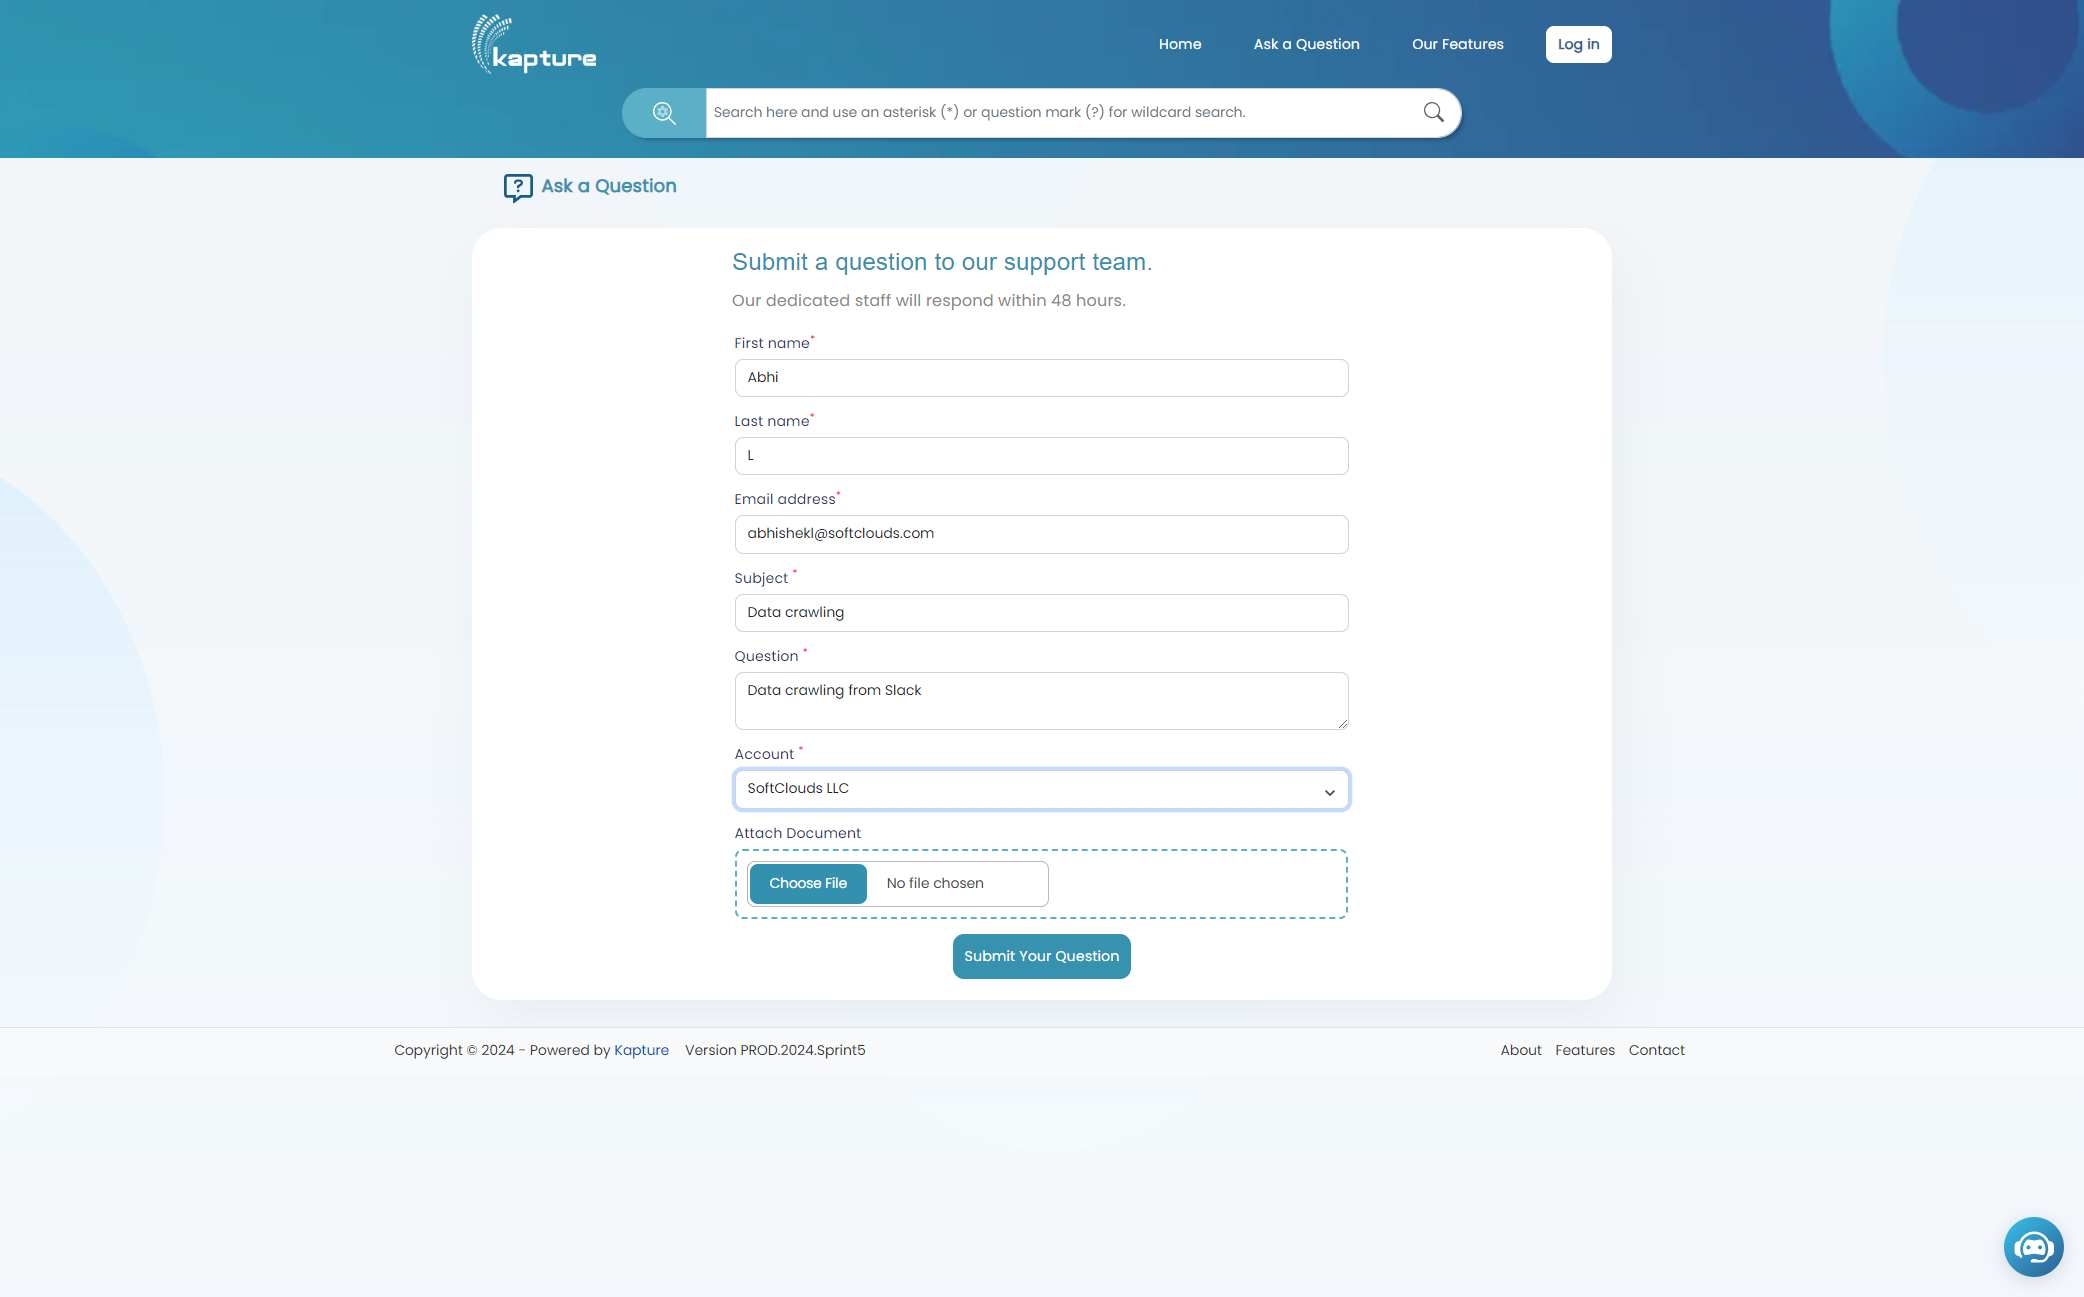 kapture
Home Ask a Question Our Features Log in
Search here and use an asterisk (*) or question mark (?) for wildcard search.
Ask a Question
Submit a question to our support team.
Our dedicated staff will respond within 48 hours.
First name*
Abhi
Last name*
L
Email address*
abhishekl@softclouds.com
Subject *
Data crawling
Question *
Data crawling from Slack
Account *
SoftClouds LLC
Attach Document
Choose File No file chosen
Submit Your Question
Copyright © 2024 - Powered by Kapture Version PROD.2024.Sprint5 About Features Contact